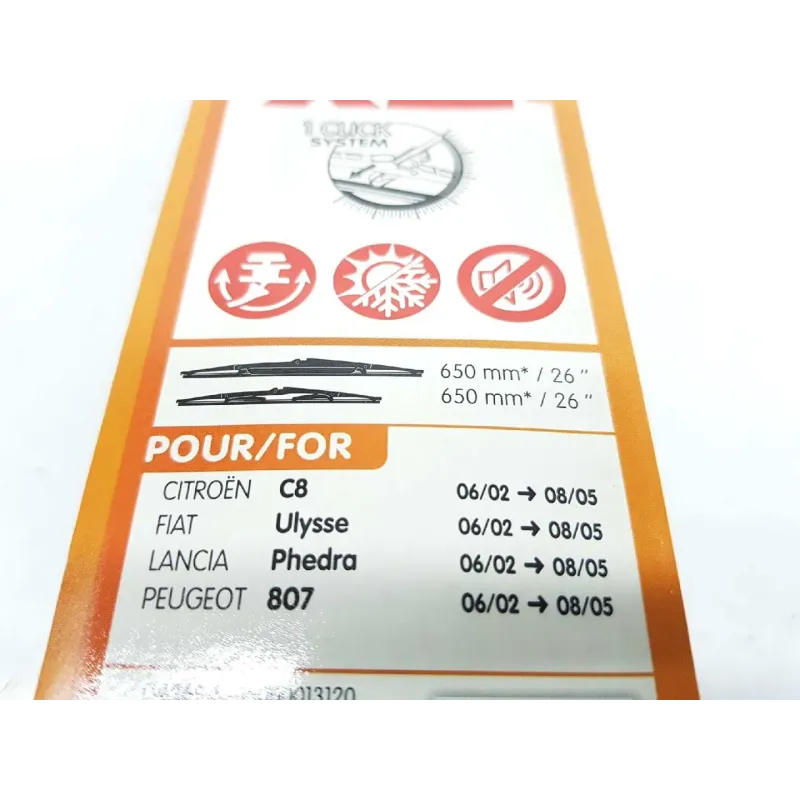 1 CLICK
SYSTEM
650 mm* / 26 "
650 mm* / 26 "
POUR/FOR
CITROËN C8 06/02 → 08/05
FIAT Ulysse 06/02 → 08/05
LANCIA Phedra 06/02 → 08/05
PEUGEOT 807 06/02 → 08/05